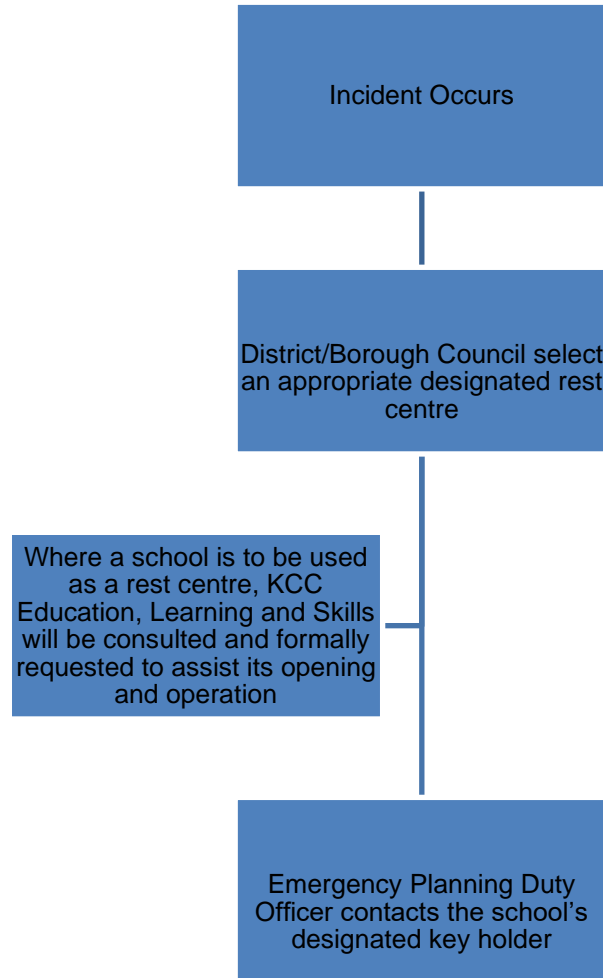 Incident Occurs
District/Borough Council select
an appropriate designated rest
centre
Where a school is to be used
as a rest centre, KCC
Education, Learning and Skills
will be consulted and formally
requested to assist its opening
and operation
Emergency Planning Duty
Officer contacts the school’s
designated key holder